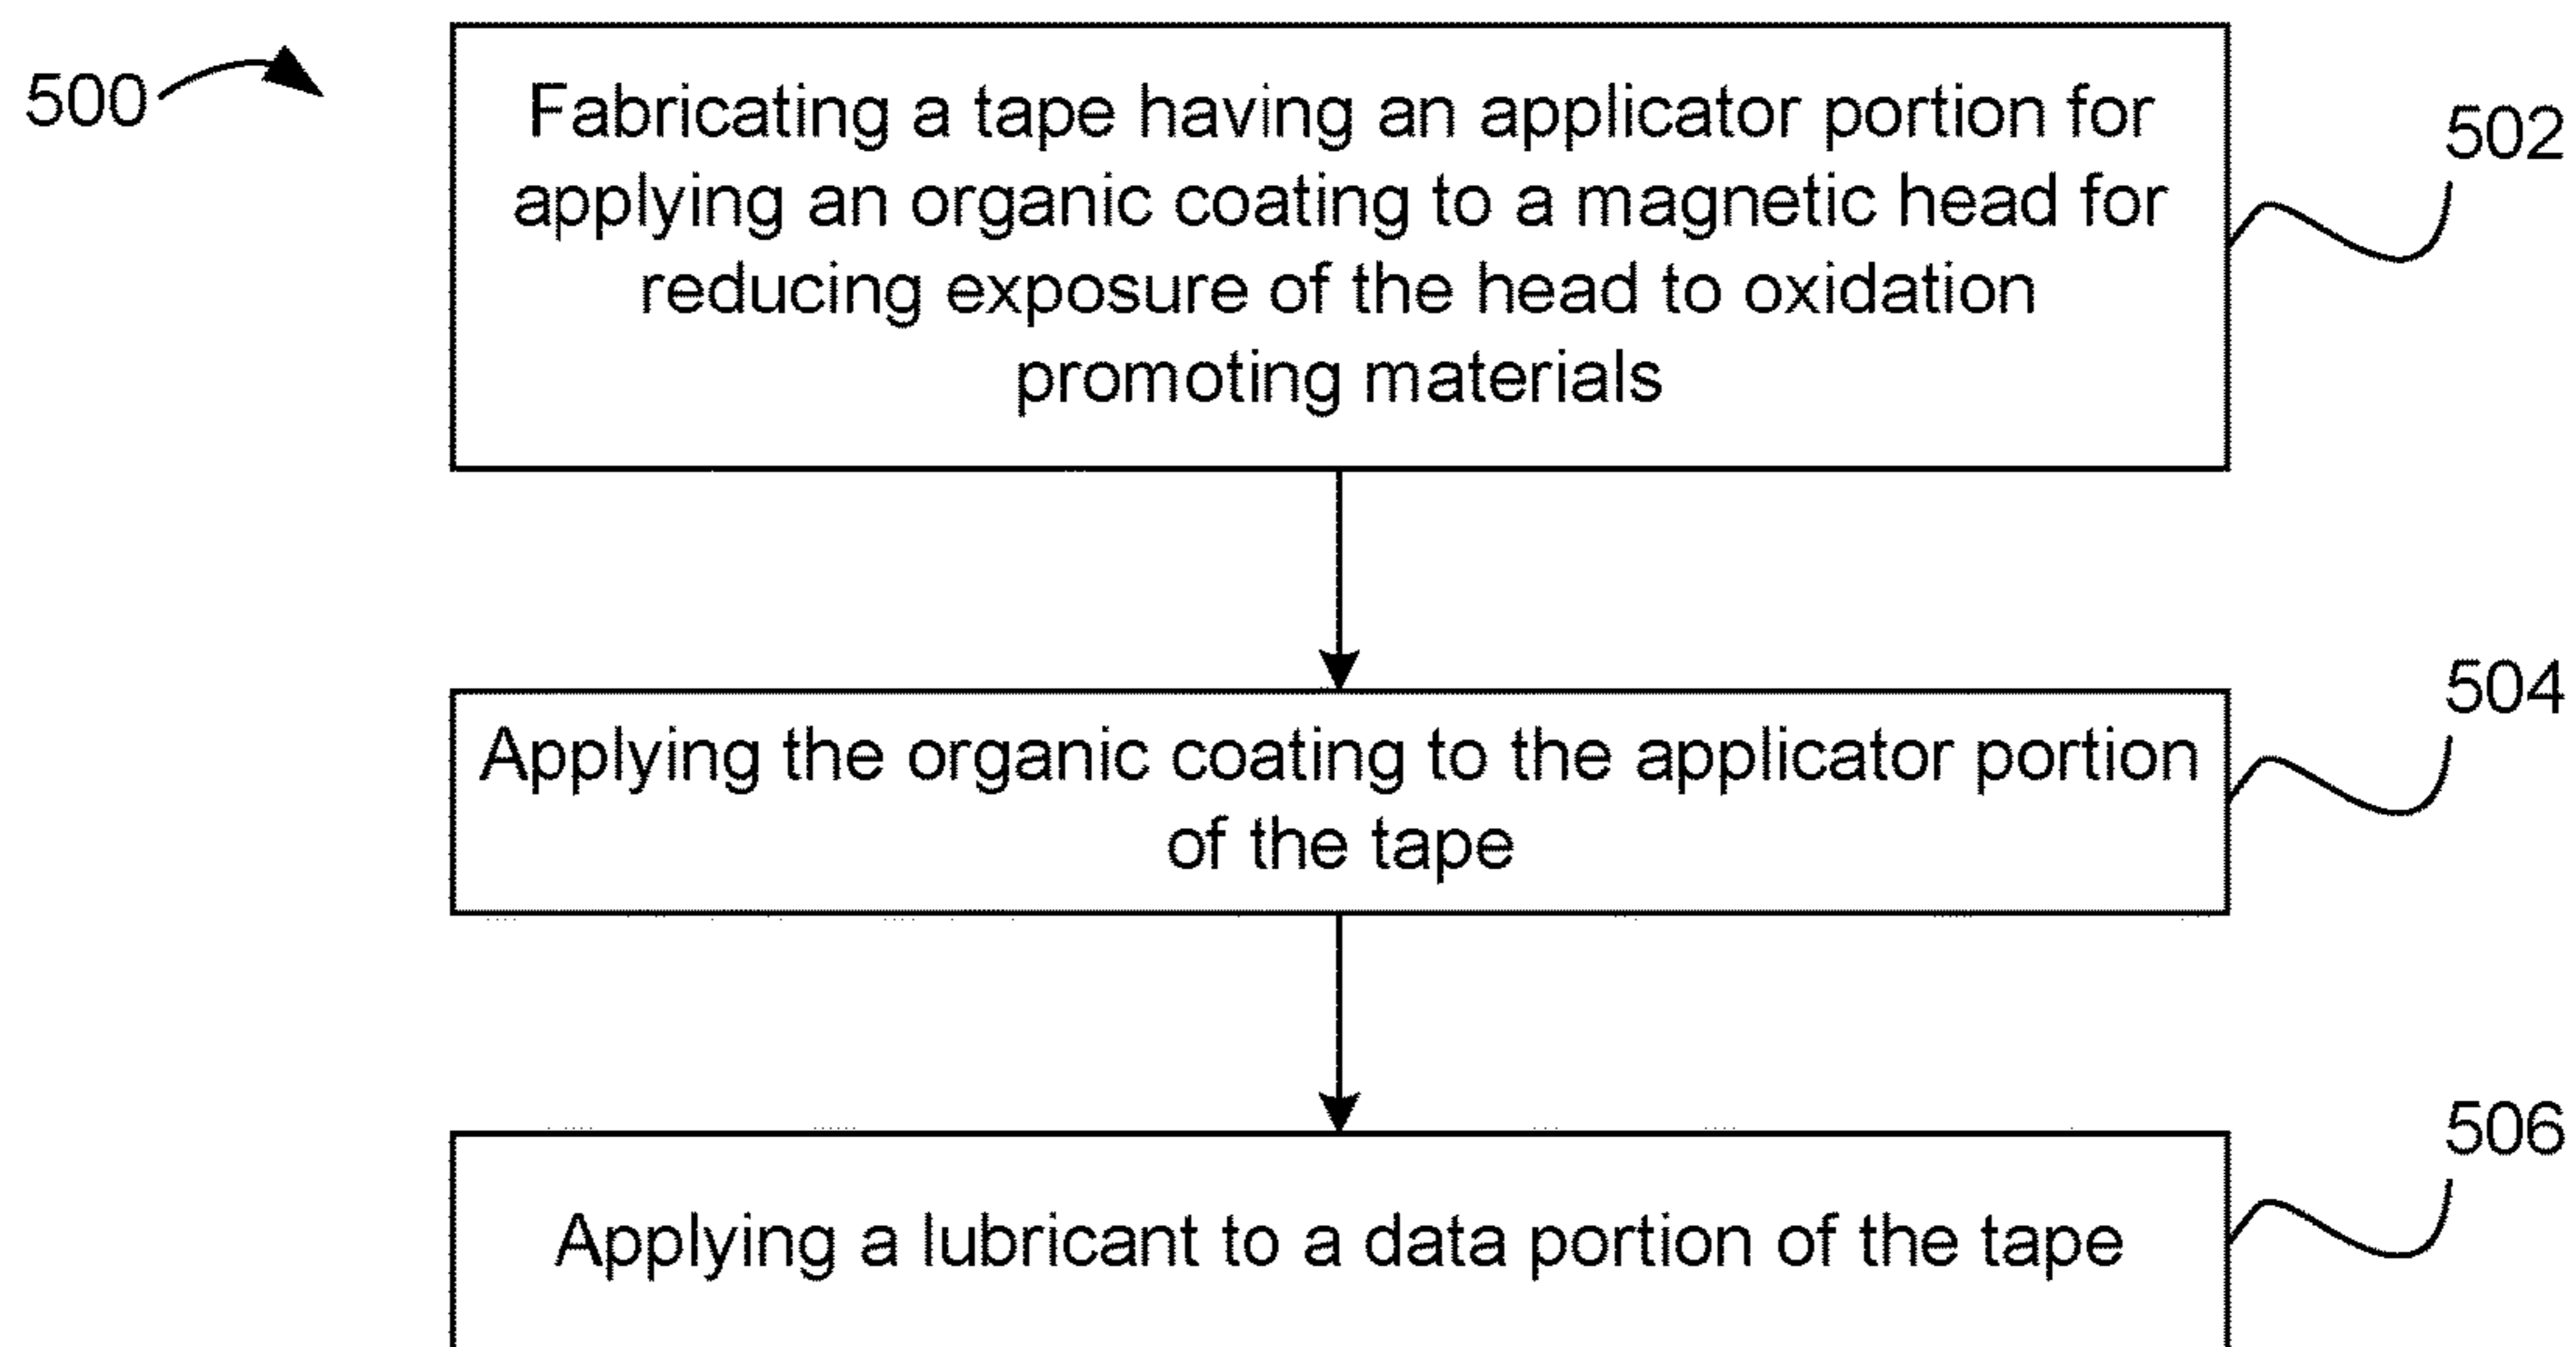 500
Fabricating a tape having an applicator portion for
applying an organic coating to a magnetic head for
reducing exposure of the head to oxidation
promoting materials
502
Applying the organic coating to the applicator portion
of the tape
504
Applying a lubricant to a data portion of the tape
506